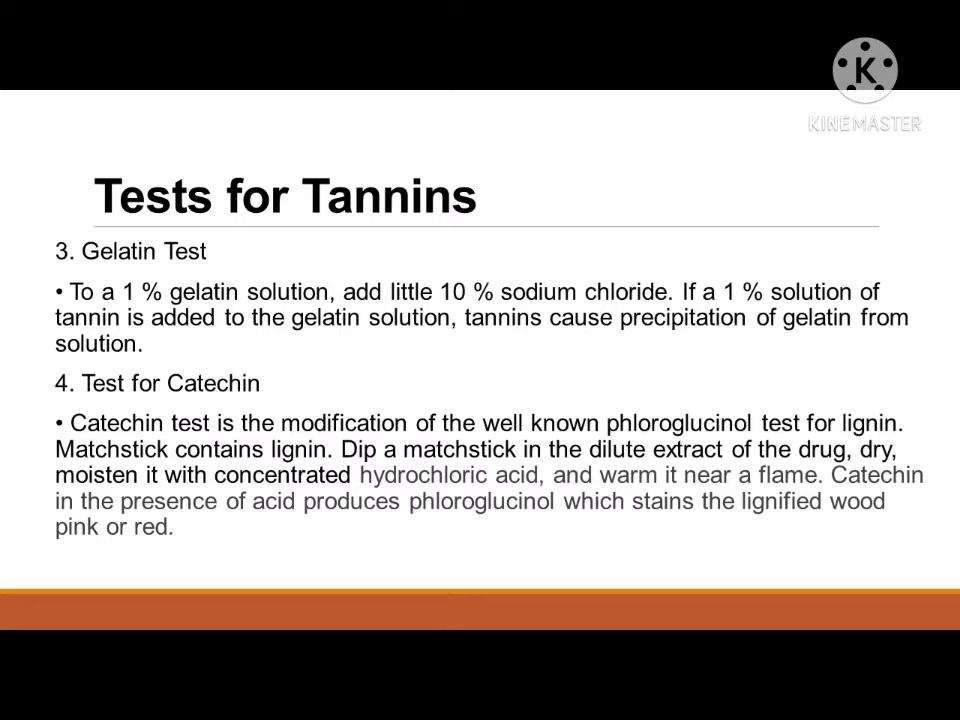 K
KINEMASTER
Tests for Tannins
3. Gelatin Test
• To a 1 % gelatin solution, add little 10 % sodium chloride. If a 1 % solution of
tannin is added to the gelatin solution, tannins cause precipitation of gelatin from
solution.
4. Test for Catechin
• Catechin test is the modification of the well known phloroglucinol test for lignin.
Matchstick contains lignin. Dip a matchstick in the dilute extract of the drug, dry,
moisten it with concentrated hydrochloric acid, and warm it near a flame. Catechin
in the presence of acid produces phloroglucinol which stains the lignified wood
pink or red.